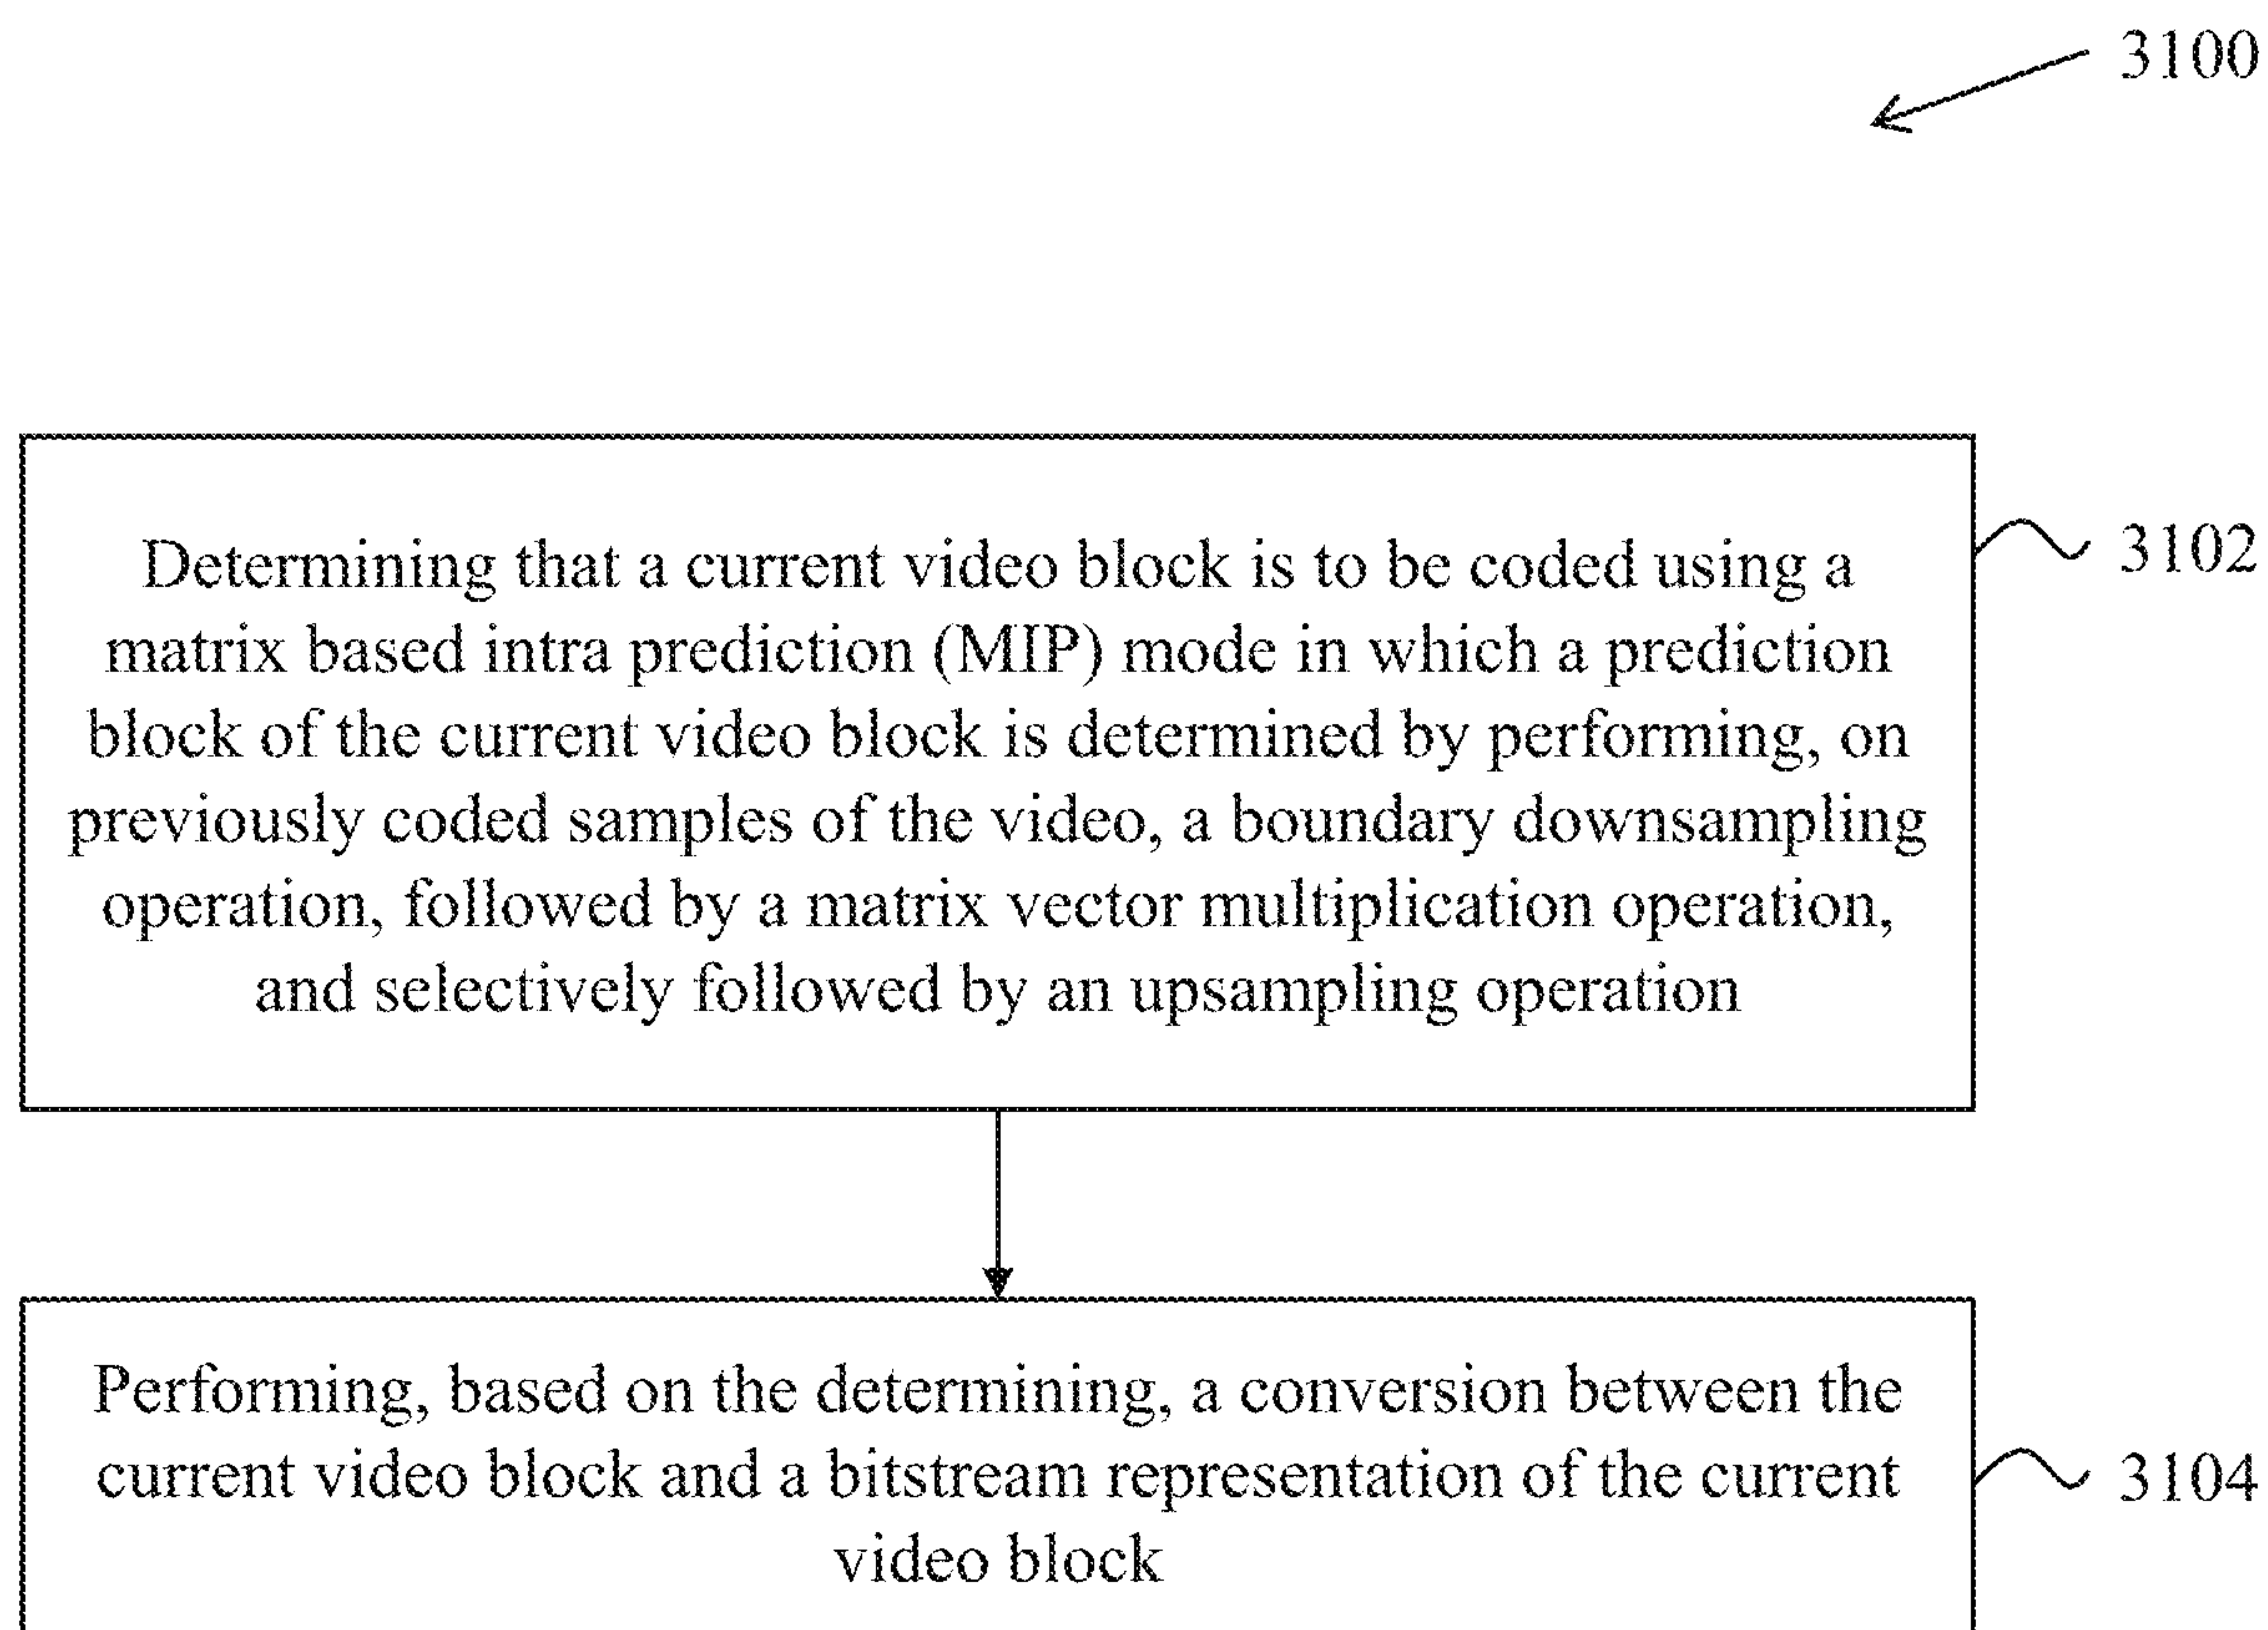 3100
Determining that a current video block is to be coded using a
3102
matrix based intra prediction (MIP) mode in which a prediction
block of the current video block is determined by performing, on
previously coded samples of the video, a boundary downsampling
operation, followed by a matrix vector multiplication operation,
and selectively followed by an upsampling operation
Performing, based on the determining, a conversion between the
current video block and a bitstream representation of the current
3104
video block